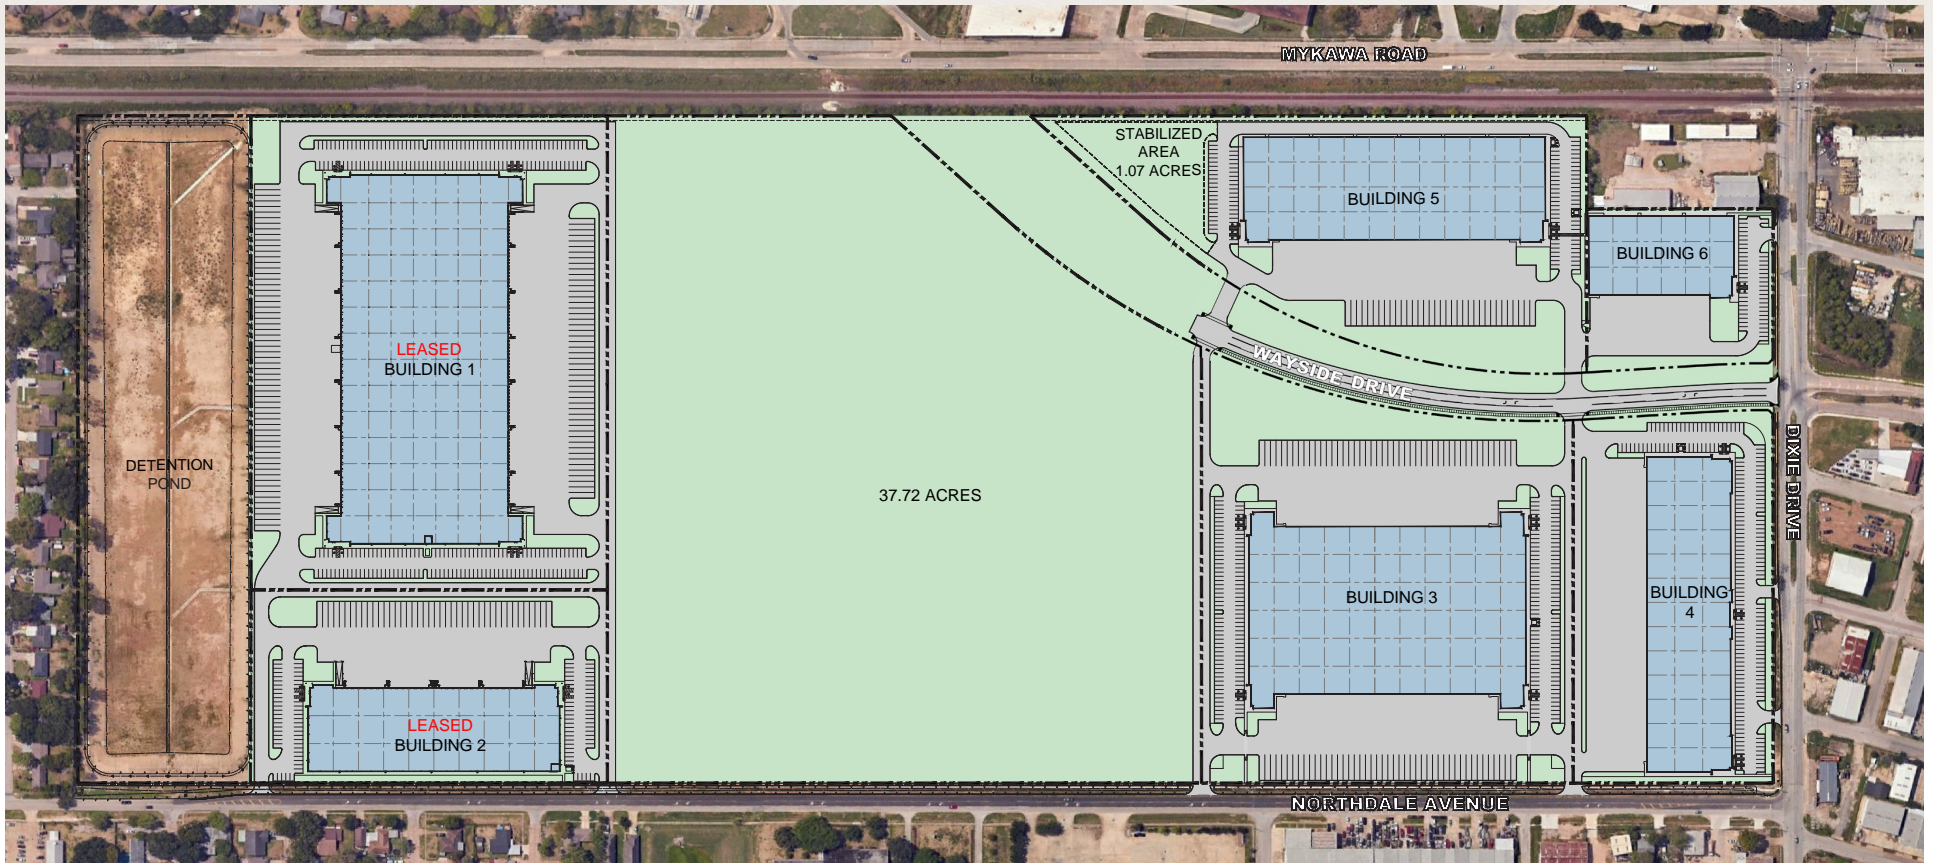 MYKAWA ROAD
STABILIZED
AREA
1.07 ACRES
BUILDING 5
BUILDING 6
LEASED
BUILDING 1
WAYSIDE DRIVE
DETENTION
POND
37.72 ACRES
DIXIE DRIVE
BUILDING 3
BUILDING
4
LEASED
BUILDING 2
NORTHDALE AVENUE